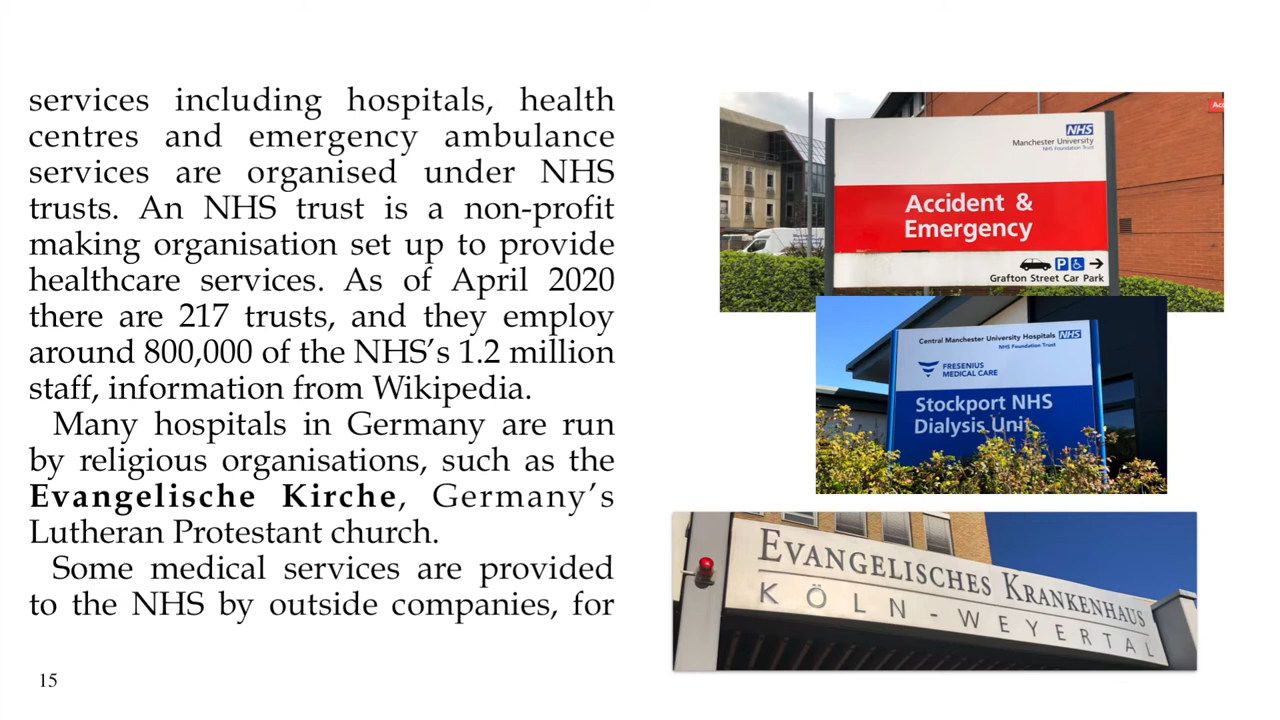 services including hospitals, health
centres and emergency ambulance
services are organised under NHS
trusts. An NHS trust is a non-profit
making organisation set up to provide
healthcare services. As of April 2020
there are 217 trusts, and they employ
around 800,000 of the NHS’s 1.2 million
staff, information from Wikipedia.
Many hospitals in Germany are run
by religious organisations, such as the
Evangelische Kirche, Germany’s
Lutheran Protestant church.
Some medical services are provided
to the NHS by outside companies, for
15
Acc
NHS
Manchester University
NHS Foundation Trust
Accident &
Emergency
P
Grafton Street Car Park
Central Manchester University Hospitals NHS
NHS Foundation Trust
FRESENIUS
MEDICAL CARE
Stockport NHS
Dialysis Unit
EVANGELISCHES KRANKENHAUS
KÖLN-WEYERTAL